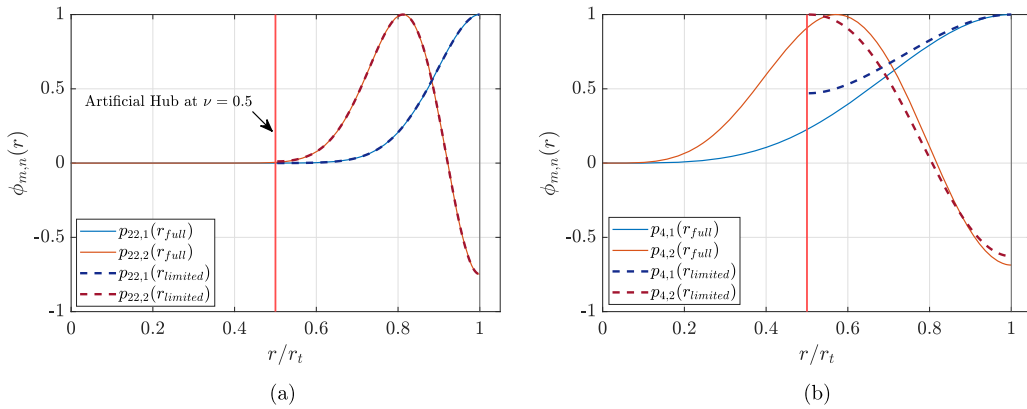 1
0.5
0
-0.5
-1
ϕm,n(r)
Artificial Hub at ν = 0.5
p22,1(rfull)
p22,2(rfull)
p22,1(rlimited)
p22,2(rlimited)
0 0.2 0.4 0.6 0.8 1
r/rt
(a)
1
0.5
0
-0.5
-1
ϕm,n(r)
p4,1(rfull)
p4,2(rfull)
p4,1(rlimited)
p4,2(rlimited)
0 0.2 0.4 0.6 0.8 1
r/rt
(b)